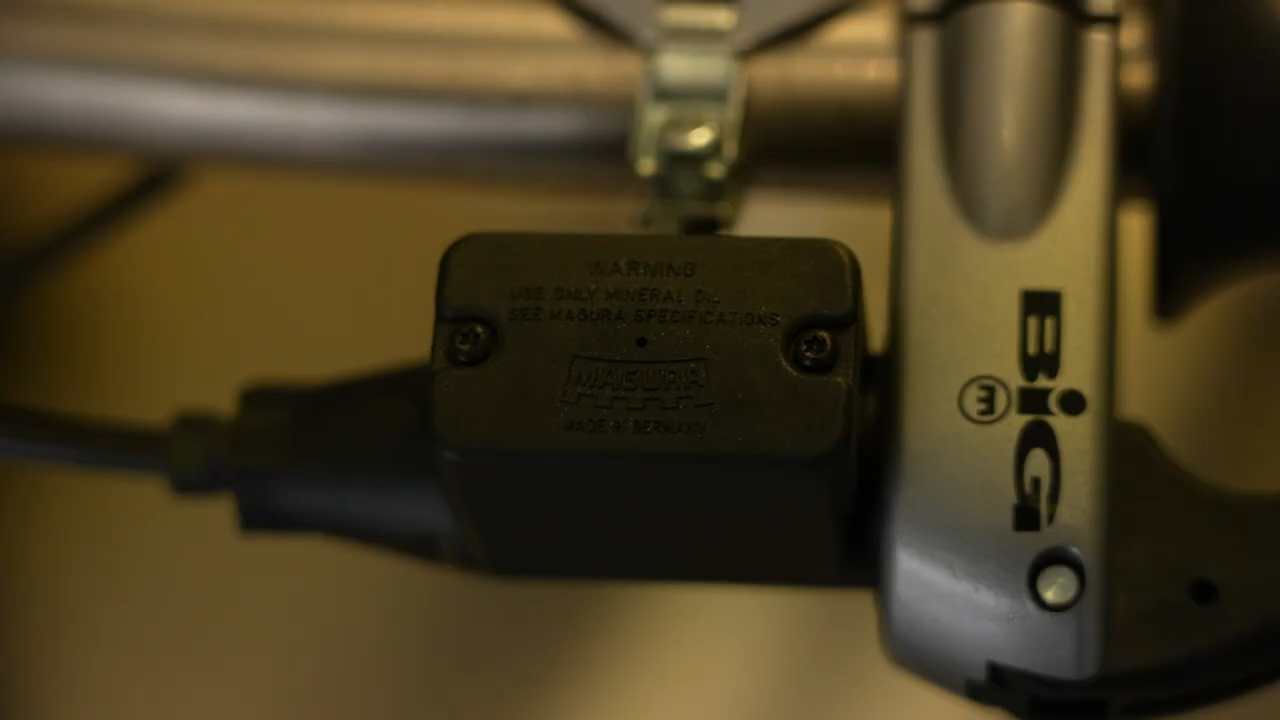 WARNING
USE ONLY MINERAL OIL
SEE MAGURA SPECIFICATIONS
MAGURA
MADE IN GERMANY
BiG
m